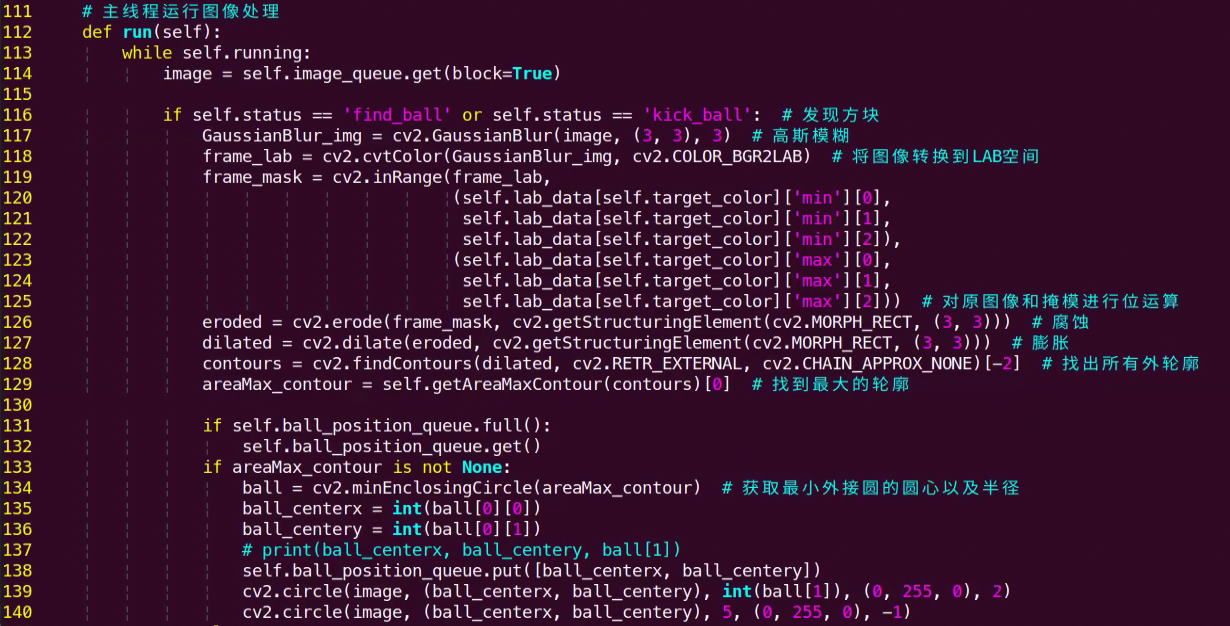 111 # 主线程运行图像处理
112 def run(self):
113 while self.running:
114 image = self.image_queue.get(block=True)
115
116 if self.status == 'find_ball' or self.status == 'kick_ball': # 发现方块
117 GaussianBlur_img = cv2.GaussianBlur(image, (3, 3), 3) # 高斯模糊
118 frame_lab = cv2.cvtColor(GaussianBlur_img, cv2.COLOR_BGR2LAB) # 将图像转换到LAB空间
119 frame_mask = cv2.inRange(frame_lab,
120 (self.lab_data[self.target_color]['min'][0],
121 self.lab_data[self.target_color]['min'][1],
122 self.lab_data[self.target_color]['min'][2]),
123 (self.lab_data[self.target_color]['max'][0],
124 self.lab_data[self.target_color]['max'][1],
125 self.lab_data[self.target_color]['max'][2])) # 对原图像和掩模进行位运算
126 eroded = cv2.erode(frame_mask, cv2.getStructuringElement(cv2.MORPH_RECT, (3, 3))) # 腐蚀
127 dilated = cv2.dilate(eroded, cv2.getStructuringElement(cv2.MORPH_RECT, (3, 3))) # 膨胀
128 contours = cv2.findContours(dilated, cv2.RETR_EXTERNAL, cv2.CHAIN_APPROX_NONE)[-2] # 找出所有外轮廓
129 areaMax_contour = self.getAreaMaxContour(contours)[0] # 找到最大的轮廓
130
131 if self.ball_position_queue.full():
132 self.ball_position_queue.get()
133 if areaMax_contour is not None:
134 ball = cv2.minEnclosingCircle(areaMax_contour) # 获取最小外接圆的圆心以及半径
135 ball_centerx = int(ball[0][0])
136 ball_centery = int(ball[0][1])
137 # print(ball_centerx, ball_centery, ball[1])
138 self.ball_position_queue.put([ball_centerx, ball_centery])
139 cv2.circle(image, (ball_centerx, ball_centery), int(ball[1]), (0, 255, 0), 2)
140 cv2.circle(image, (ball_centerx, ball_centery), 5, (0, 255, 0), -1)